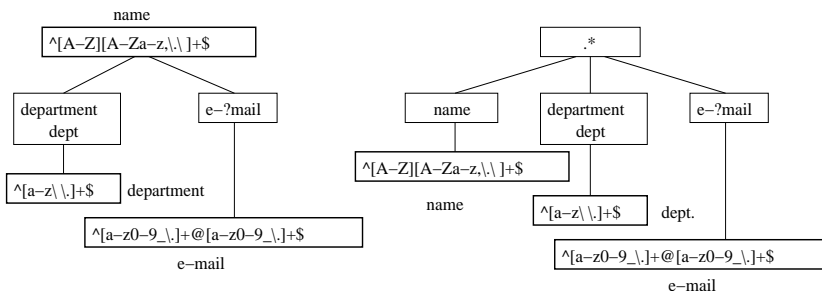 name
^[A−Z][A−Za−z,\.\ ]+$
department
dept
e−?mail
^[a−z\ \.]+$
department
^[a−z0−9_\.]+@[a−z0−9_\.]+$
e−mail
.*
name
department
dept
e−?mail
^[A−Z][A−Za−z,\.\ ]+$
name
^[a−z\ \.]+$
dept.
^[a−z0−9_\.]+@[a−z0−9_\.]+$
e−mail